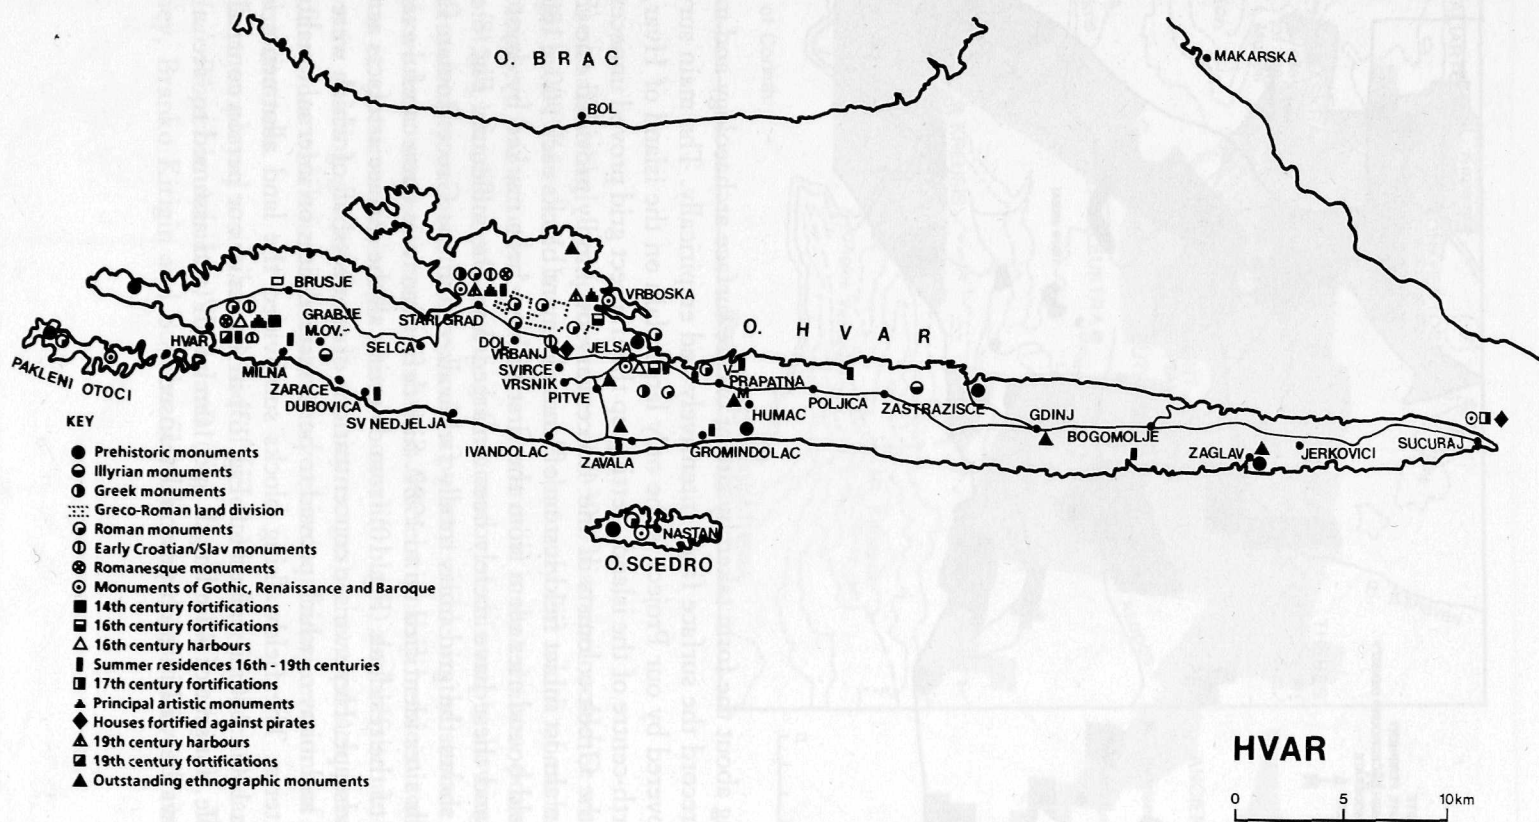 O. BRAC
MAKARSKA
BOL
BRUSJE
VRBOSKA
GRABJE
M.OV.
STARI GRAD
O. HVAR
HVAR
SELCA
DOL
VRBANJ
JELSA
PAKLENI OTOCI
MILNA
SVIRCE
VRSNIK
PRAPATNA
ZARACE
PITVE
POLJICA
ZASTRAZISCE
DUBOVICA
HUMAC
GDINJ
SV NEDJELJA
BOGOMOLJE
SUCURAJ
IVANDOLAC
GROMINDOLAC
JERKOVICI
ZAVALA
ZAGLAV
NASTAN
O. SCEDRO
KEY
Prehistoric monuments
Illyrian monuments
Greek monuments
Greco-Roman land division
Roman monuments
Early Croatian/Slav monuments
Romanesque monuments
Monuments of Gothic, Renaissance and Baroque
14th century fortifications
16th century fortifications
16th century harbours
Summer residences 16th - 19th centuries
17th century fortifications
Principal artistic monuments
Houses fortified against pirates
19th century harbours
19th century fortifications
Outstanding ethnographic monuments
HVAR
0 5 10km